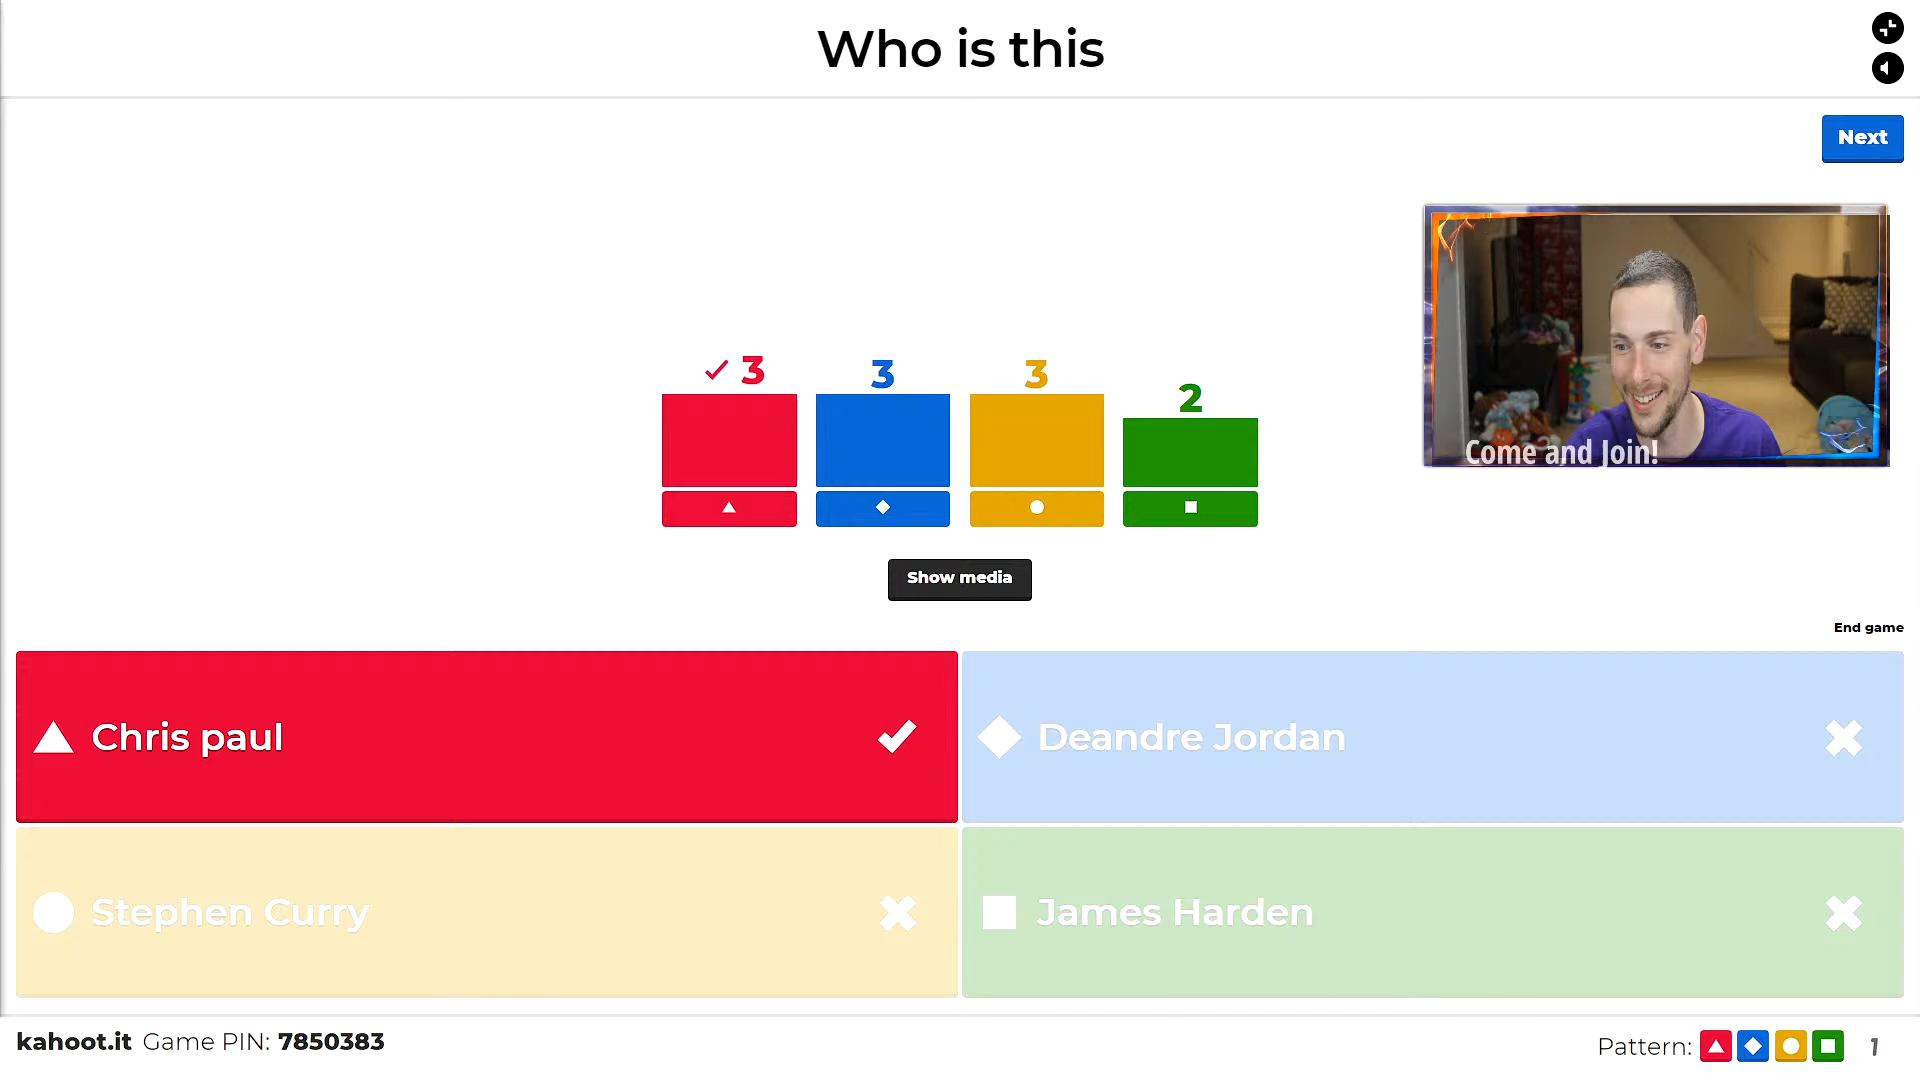 Who is this
Next
3
3
3
2
Come and Join!
Show media
End game
Chris paul
Deandre Jordan
Stephen Curry
James Harden
kahoot.it Game PIN: 7850383
Pattern:
1